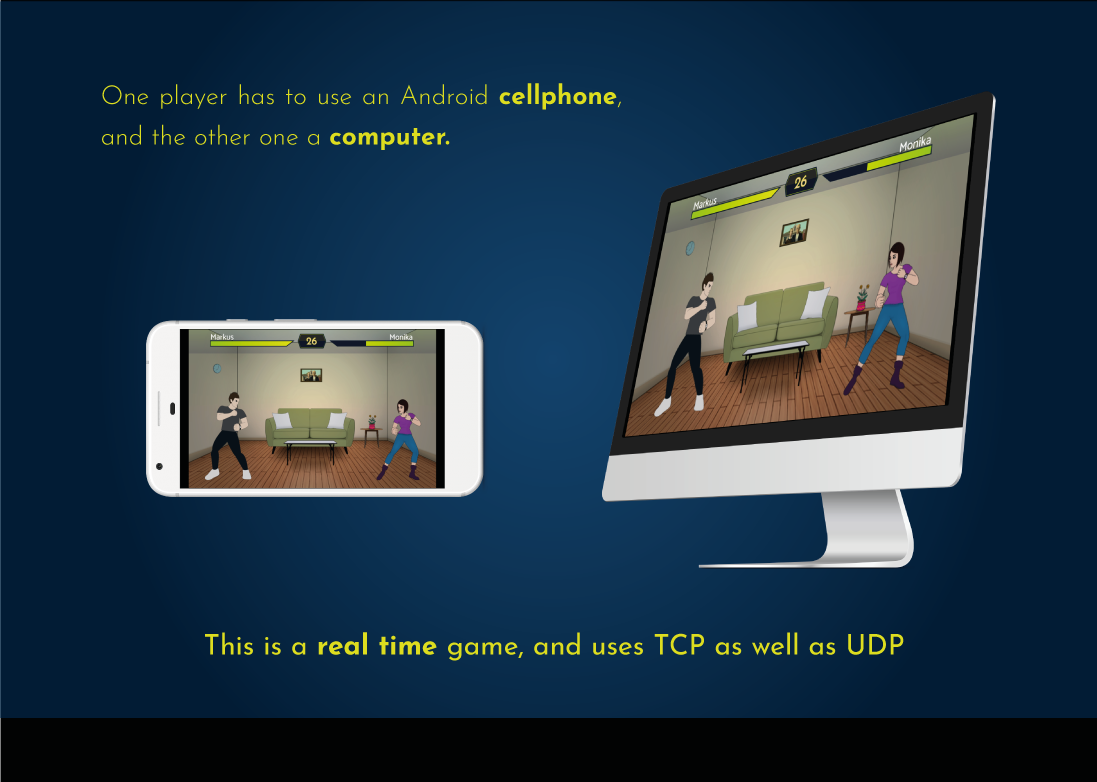 One player has to use an Android cellphone,
and the other one a computer.
Markus 26 Monika
Markus 26 Monika
This is a real time game, and uses TCP as well as UDP